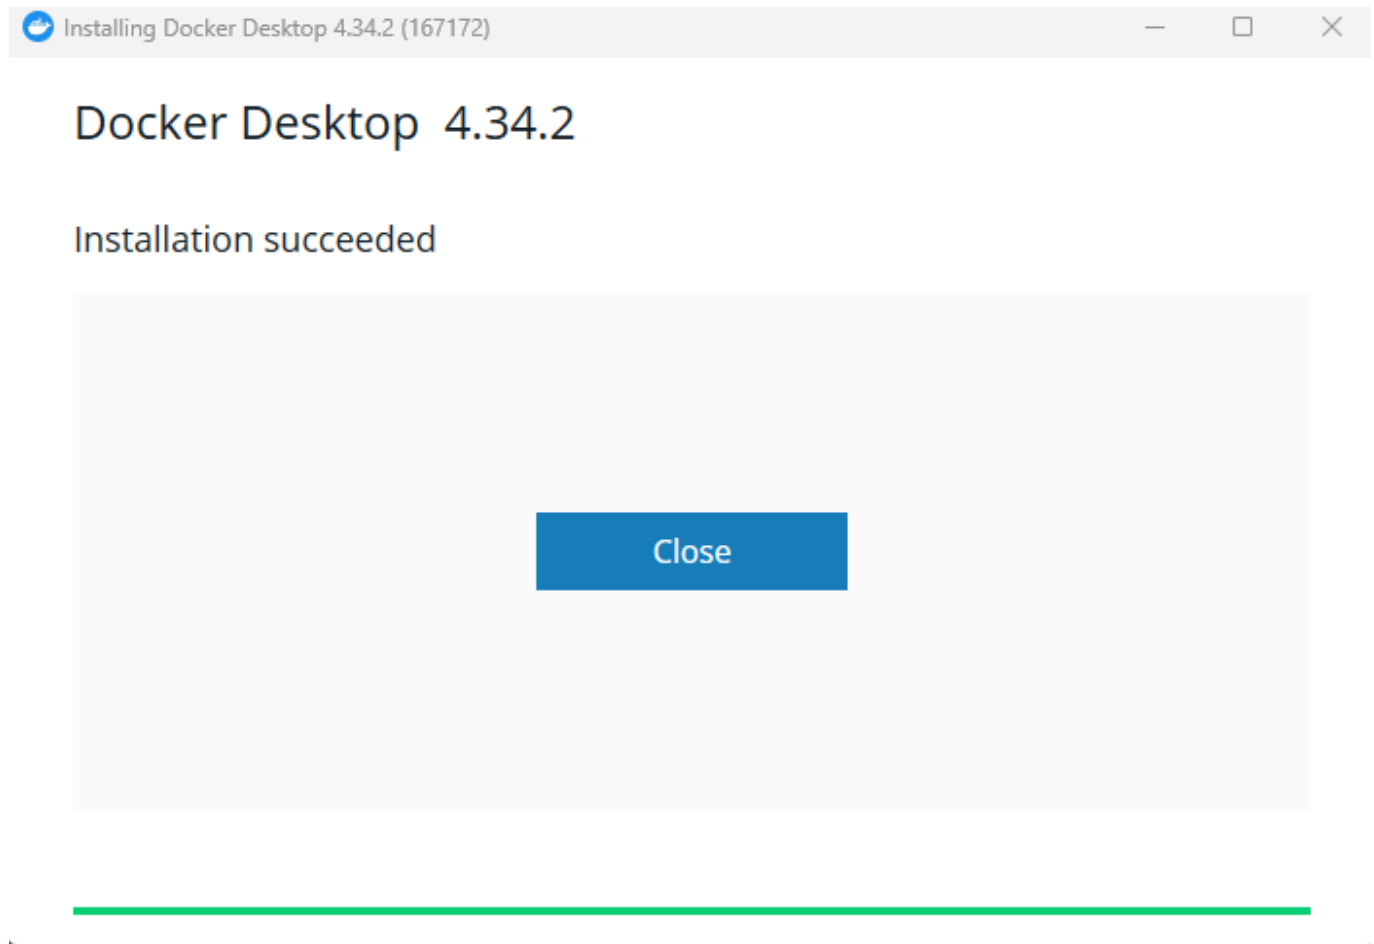 Installing Docker Desktop 4.34.2 (167172)
Docker Desktop 4.34.2
Installation succeeded
Close